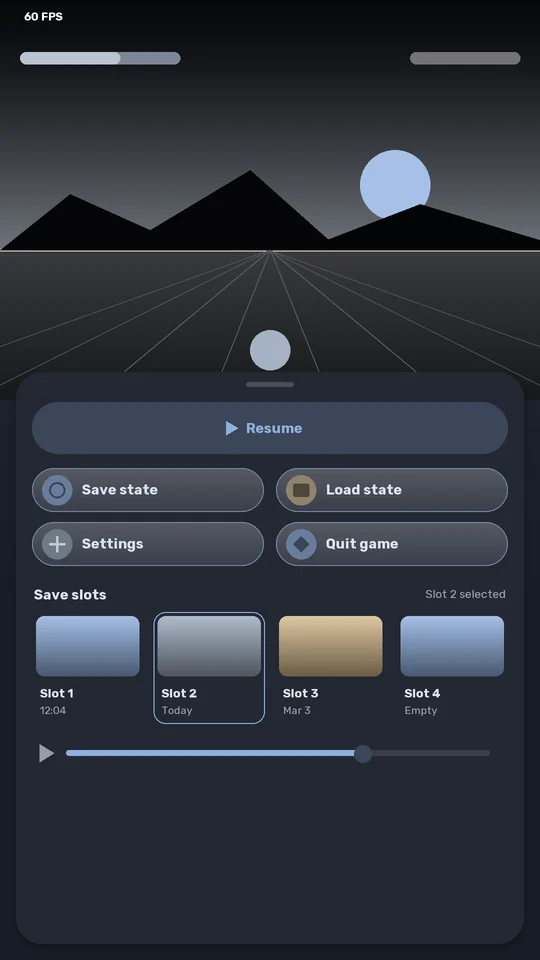 60 FPS
Resume
Save state
Load state
Settings
Quit game
Save slots
Slot 2 selected
Slot 1
12:04
Slot 2
Today
Slot 3
Mar 3
Slot 4
Empty